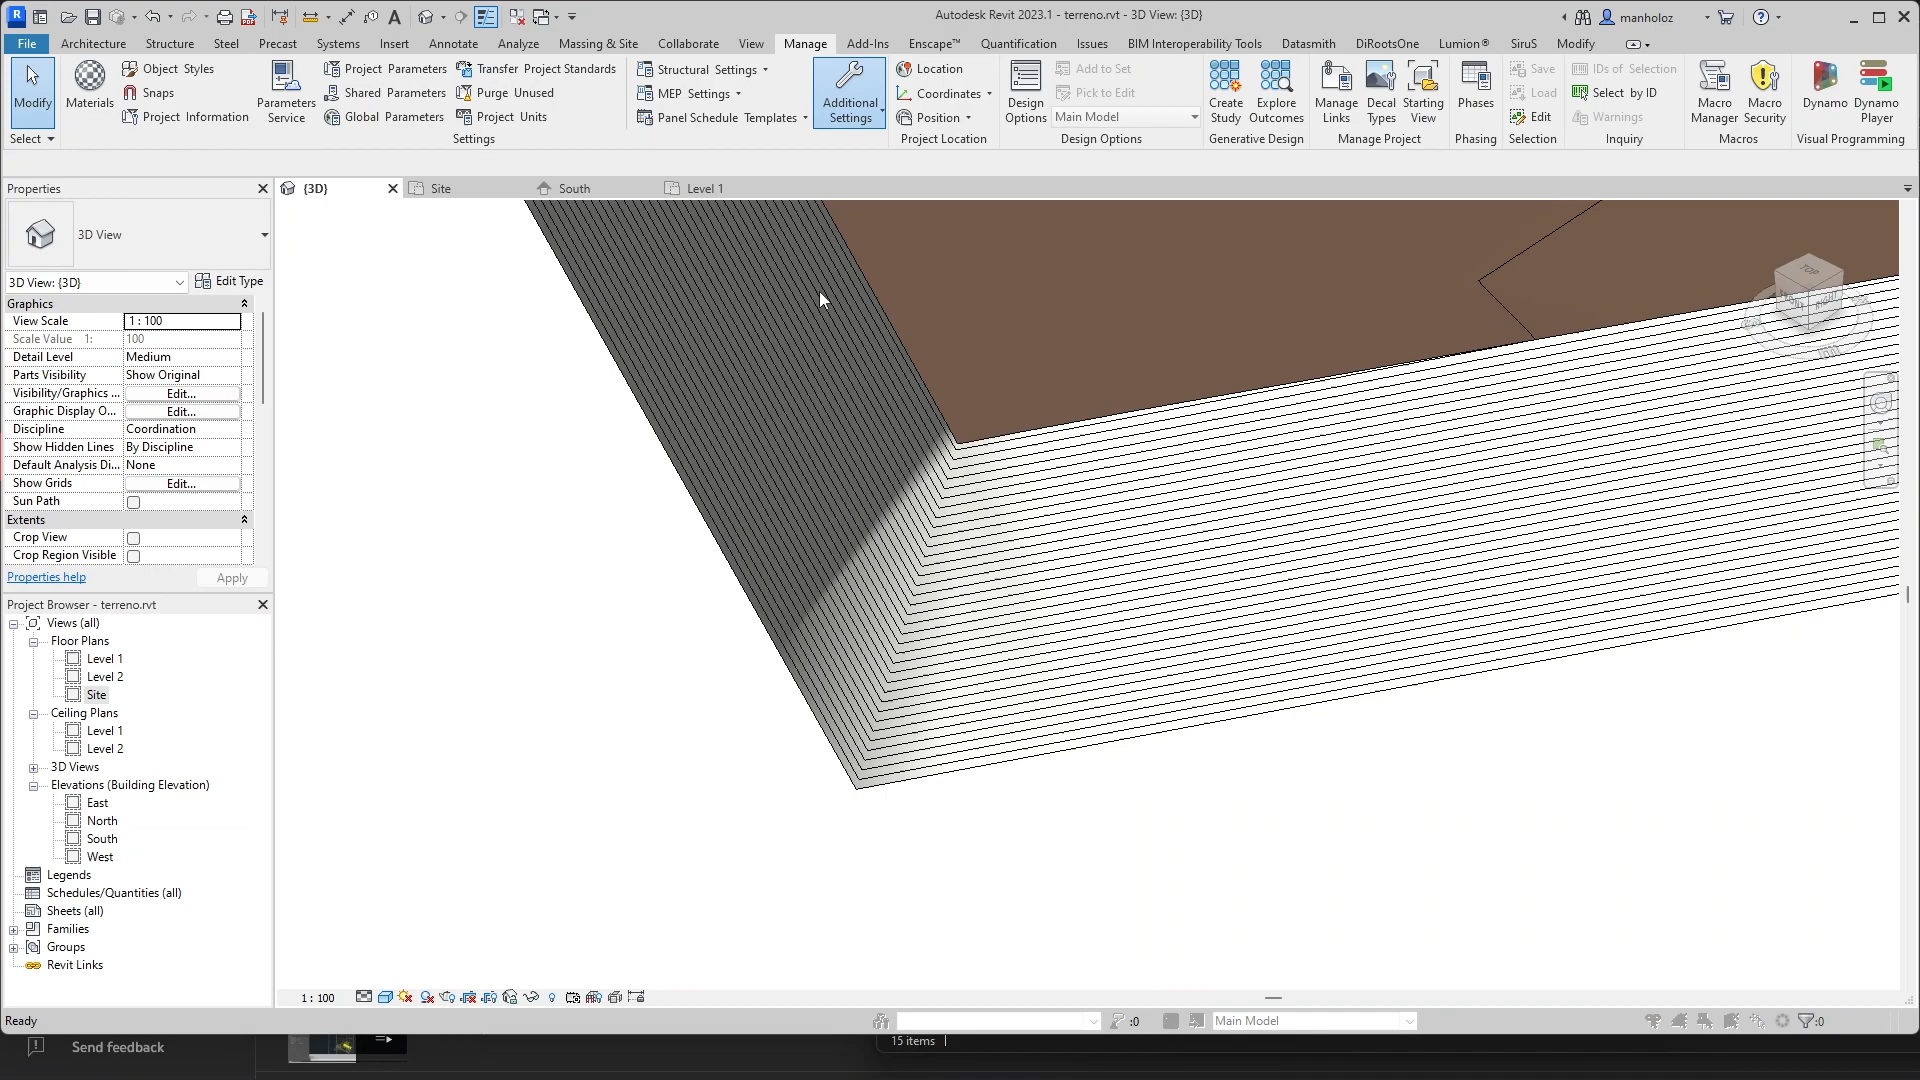 Autodesk Revit 2023.1 - terreno.rvt - 3D View: {3D}
manholoz
File Architecture Structure Steel Precast Systems Insert Annotate Analyze Massing & Site Collaborate View Manage Add-Ins Enscape™ Quantification Issues BIM Interoperability Tools Datasmith DiRootsOne Lumion® SiruS Modify
Modify
Select
Materials
Object Styles
Snaps
Project Information
Parameters Service
Project Parameters
Shared Parameters
Global Parameters
Transfer Project Standards
Purge Unused
Project Units
Settings
Structural Settings
MEP Settings
Panel Schedule Templates
Additional Settings
Location
Coordinates
Position
Project Location
Design Options
Add to Set
Pick to Edit
Main Model
Design Options
Create Study
Explore Outcomes
Generative Design
Manage Links
Decal Types
Starting View
Manage Project
Phases
Phasing
Save
Load
Edit
Selection
IDs of Selection
Select by ID
Warnings
Inquiry
Macro Manager
Macro Security
Macros
Dynamo
Dynamo Player
Visual Programming
Properties
{3D} Site South Level 1
3D View
3D View: {3D} Edit Type
Graphics
View Scale 1 : 100
Scale Value 1: 100
Detail Level Medium
Parts Visibility Show Original
Visibility/Graphics ... Edit...
Graphic Display O... Edit...
Discipline Coordination
Show Hidden Lines By Discipline
Default Analysis Di... None
Show Grids Edit...
Sun Path
Extents
Crop View
Crop Region Visible
Properties help Apply
Project Browser - terreno.rvt
Views (all)
Floor Plans
Level 1
Level 2
Site
Ceiling Plans
Level 1
Level 2
3D Views
Elevations (Building Elevation)
East
North
South
West
Legends
Schedules/Quantities (all)
Sheets (all)
Families
Groups
Revit Links
TOP
FRONT
RIGHT
1 : 100
Ready
:0
Main Model
:0
Send feedback
15 items